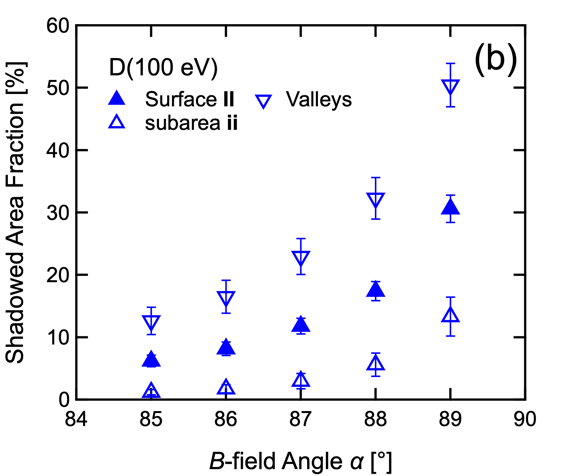 (b)
D(100 eV)
Surface II Valleys
subarea ii
Shadowed Area Fraction [%]
60
50
40
30
20
10
0
84 85 86 87 88 89 90
B-field Angle α [°]